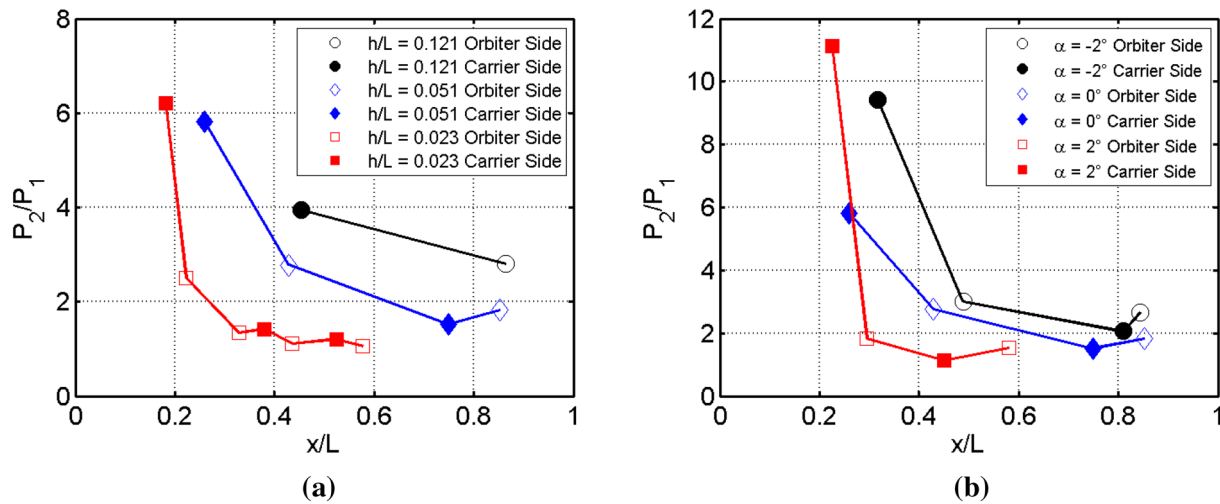 8
6
4
2
0
P2/P1
0
0.2
0.4
0.6
0.8
1
x/L
h/L = 0.121 Orbiter Side
h/L = 0.121 Carrier Side
h/L = 0.051 Orbiter Side
h/L = 0.051 Carrier Side
h/L = 0.023 Orbiter Side
h/L = 0.023 Carrier Side
(a)
12
10
8
6
4
2
0
P2/P1
0
0.2
0.4
0.6
0.8
1
x/L
α = -2° Orbiter Side
α = -2° Carrier Side
α = 0° Orbiter Side
α = 0° Carrier Side
α = 2° Orbiter Side
α = 2° Carrier Side
(b)